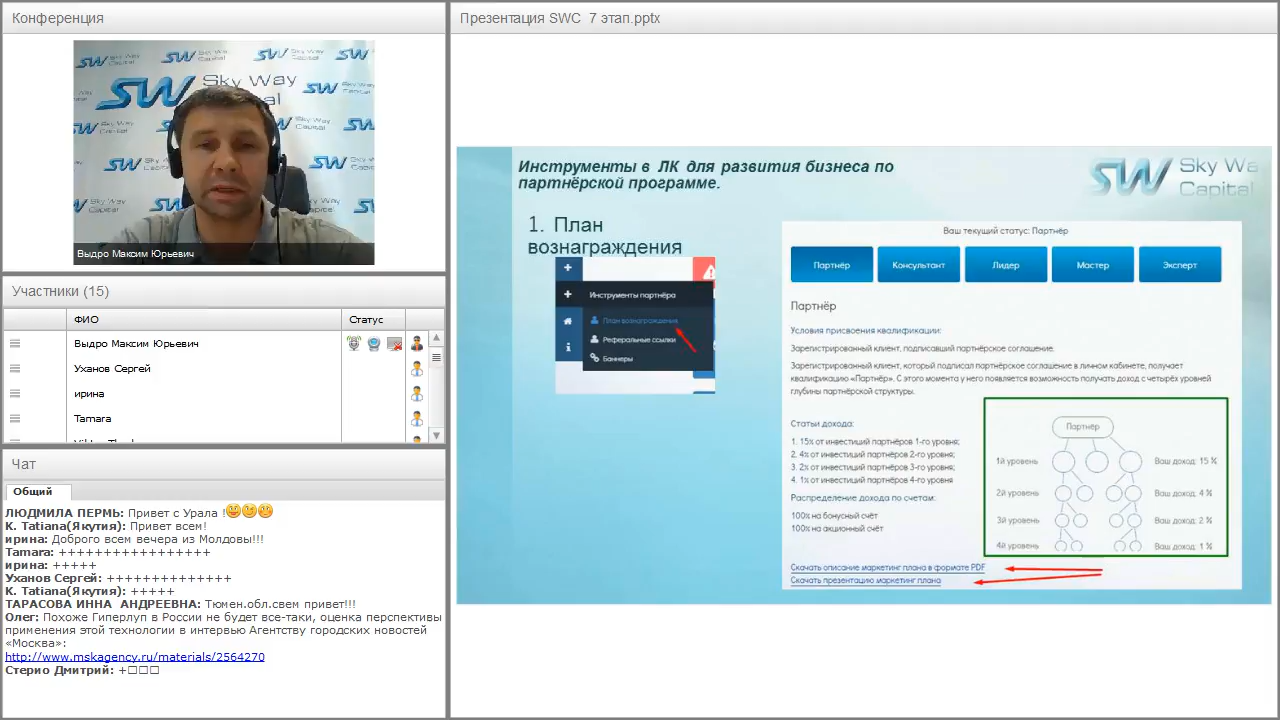 Конференция
SW
Sky Way
Capital
Выдро Максим Юрьевич
Участники (15)
ФИО
Статус
Выдро Максим Юрьевич
Уханов Сергей
ирина
Tamara
Чат
Общий
ЛЮДМИЛА ПЕРМЬ: Привет с Урала !
K. Tatiana(Якутия): Привет всем!
ирина: Доброго всем вечера из Молдовы!!!
Tamara: +++++++++++++++++
ирина: +++++
Уханов Сергей: ++++++++++++++
K. Tatiana(Якутия): +++++
ТАРАСОВА ИННА АНДРЕЕВНА: Тюмен.обл.свем привет!!!
Олег: Похоже Гиперлуп в России не будет все-таки, оценка перспективы
применения этой технологии в интервью Агентству городских новостей
«Москва»:
http://www.mskagency.ru/materials/2564270
Стерио Дмитрий: +□□□
Презентация SWC 7 этап.pptx
Инструменты в ЛК для развития бизнеса по
партнёрской программе.
SW Sky Wa
Capital
1. План
вознаграждения
Инструменты партнёра
План вознаграждения
Реферальные ссылки
Баннеры
Ваш текущий статус: Партнёр
Партнёр
Консультант
Лидер
Мастер
Эксперт
Партнёр
Условия присвоения квалификации:
Зарегистрированный клиент, подписавший партнёрское соглашение.
Зарегистрированный клиент, который подписал партнёрское соглашение в личном кабинете, получает
квалификацию «Партнёр». С этого момента у него появляется возможность получать доход с четырёх уровней
глубины партнёрской структуры.
Статьи дохода:
1. 15% от инвестиций партнёров 1-го уровня;
2. 4% от инвестиций партнёров 2-го уровня;
3. 2% от инвестиций партнёров 3-го уровня;
4. 1% от инвестиций партнёров 4-го уровня
Распределение дохода по счетам:
100% на бонусный счёт
100% на акционный счёт
Скачать описание маркетинг плана в формате PDF
Скачать презентацию маркетинг плана
Партнёр
1й уровень
Ваш доход: 15 %
2й уровень
Ваш доход: 4 %
3й уровень
Ваш доход: 2 %
4й уровень
Ваш доход: 1 %